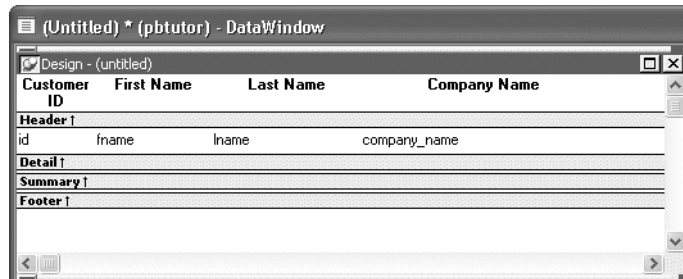 (Untitled) * (pbtutor) - DataWindow
Design - (untitled)
Customer ID First Name Last Name Company Name
Header ↑
id fname lname company_name
Detail ↑
Summary ↑
Footer ↑